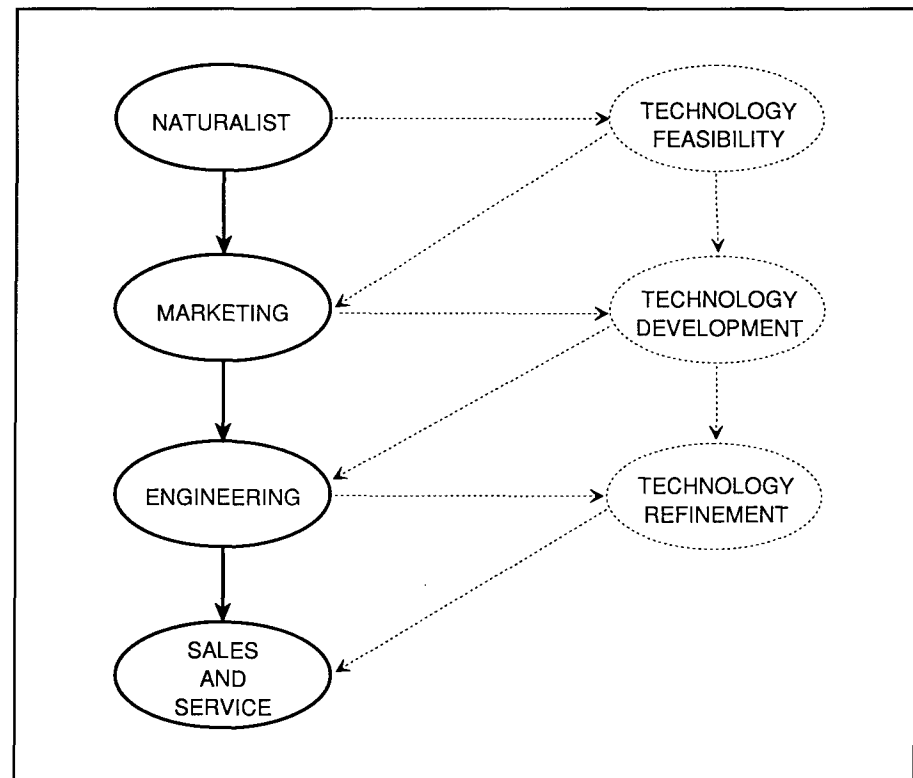 NATURALIST
TECHNOLOGY
FEASIBILITY
MARKETING
TECHNOLOGY
DEVELOPMENT
ENGINEERING
TECHNOLOGY
REFINEMENT
SALES
AND
SERVICE